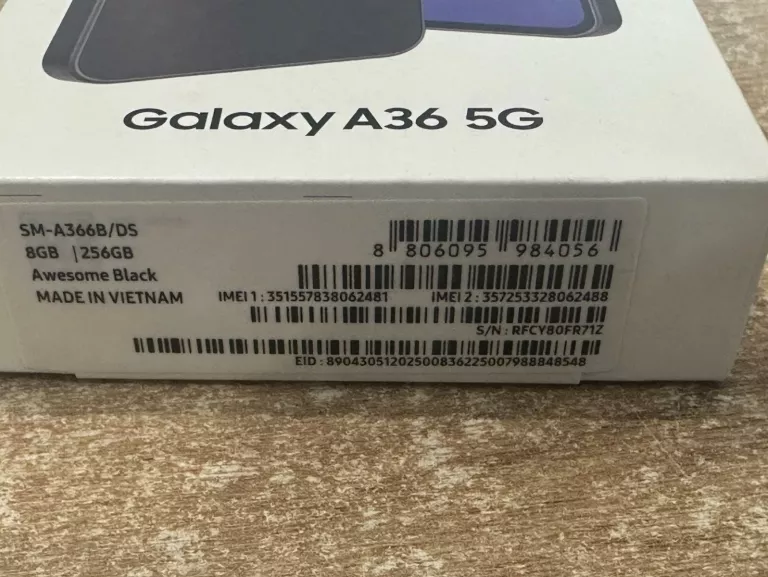 Galaxy A36 5G
SM-A366B/DS
8GB | 256GB
Awesome Black
MADE IN VIETNAM
8 806095 984056
IMEI 1 : 351557838062481 IMEI 2 : 357253328062488
S/N : RFCY80FR71Z
EID : 89043051202500836225007988848548